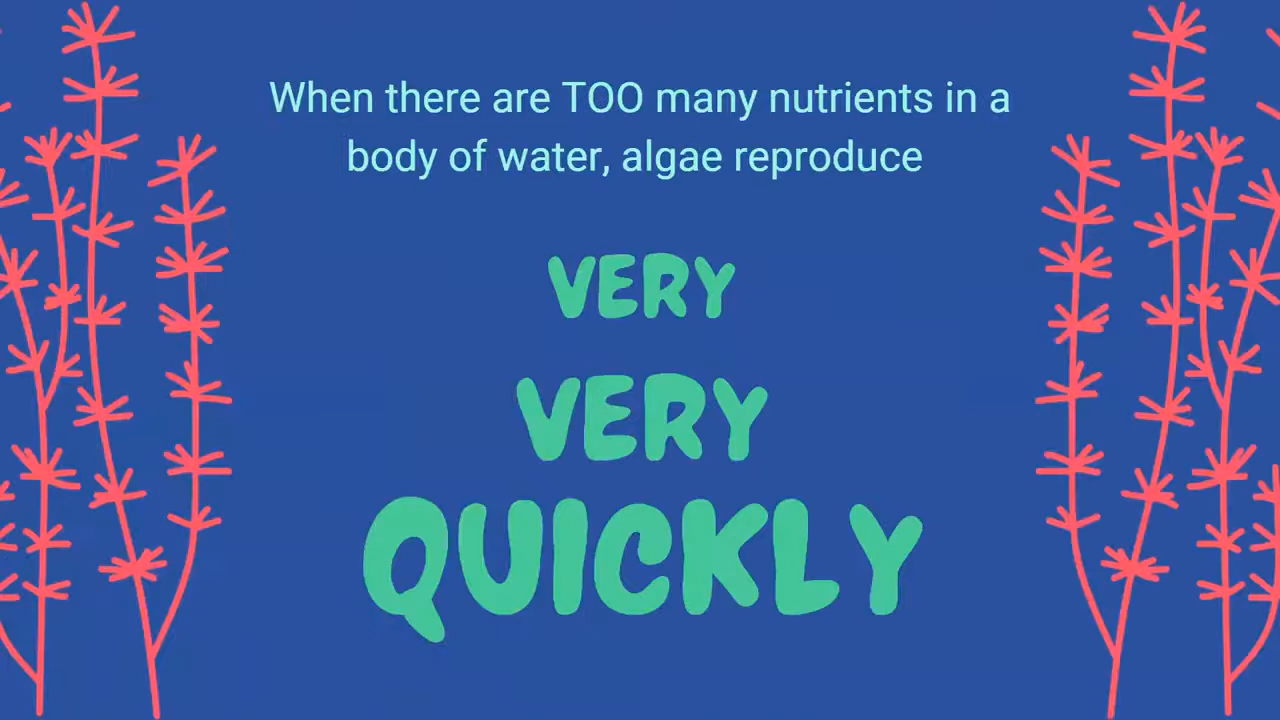 When there are TOO many nutrients in a
body of water, algae reproduce
VERY
VERY
QUICKLY